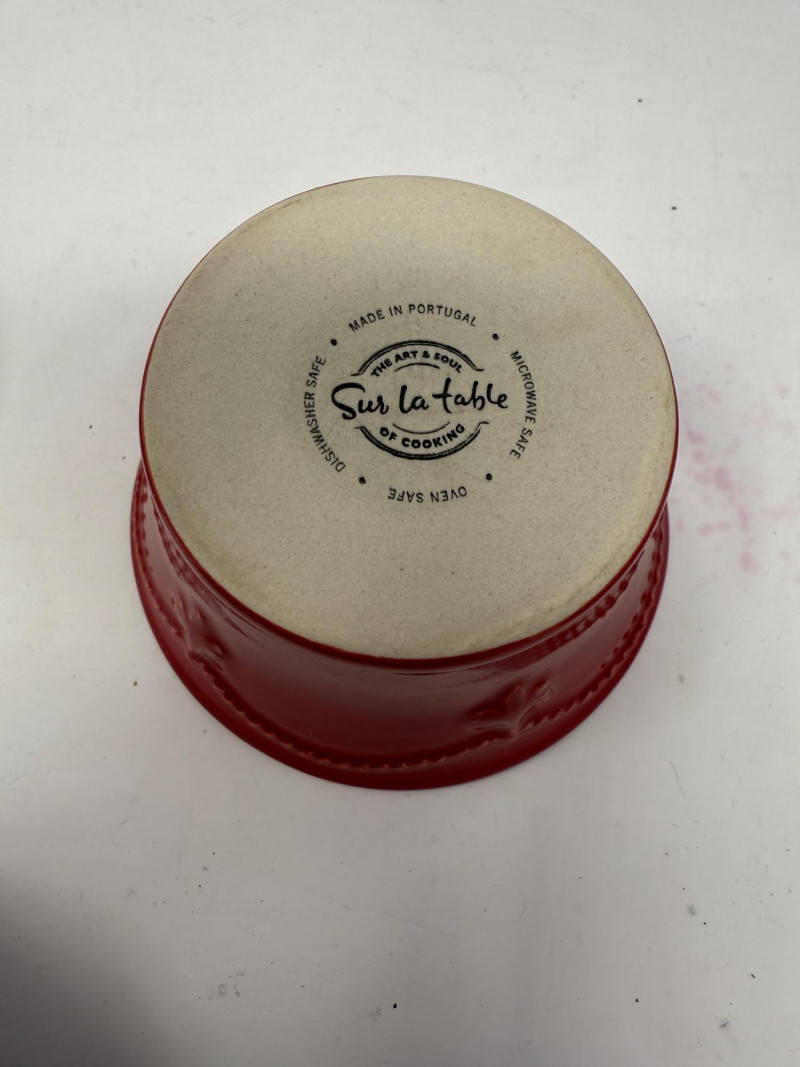 MADE IN PORTUGAL
MICROWAVE SAFE
OVEN SAFE
DISHWASHER SAFE
THE ART & SOUL
Sur la table
OF COOKING